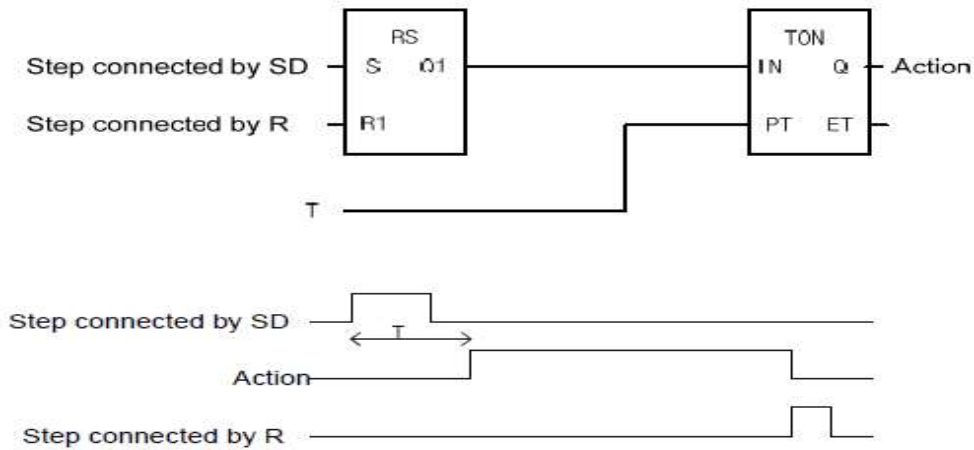 RS
TON
Step connected by SD
S Q1
IN Q
Action
Step connected by R
R1
PT ET
T
Step connected by SD
T
Action
Step connected by R